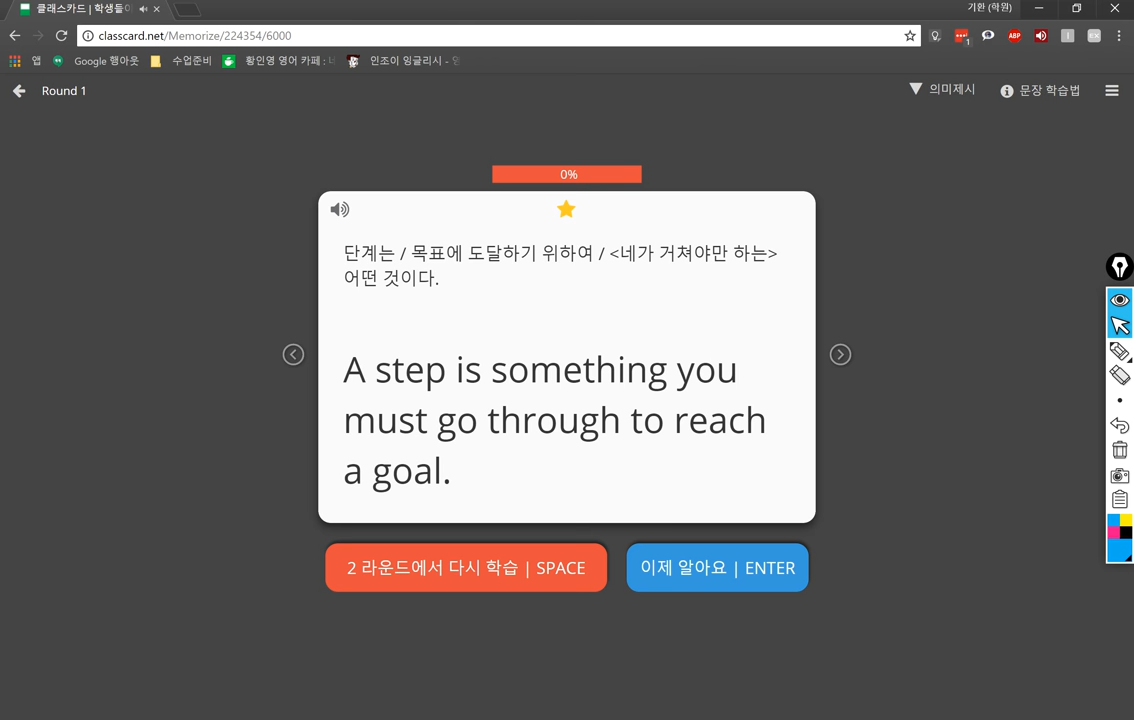 클래스카드 | 학생들이
기환 (학원)
classcard.net/Memorize/224354/6000
ABP
1
앱
Google 행아웃
수업준비
황인영 영어 카페 : 네
인조이 잉글리시 -
Round 1
의미제시
문장 학습법
0%
단계는 / 목표에 도달하기 위하여 / <네가 거쳐야만 하는>
어떤 것이다.
A step is something you
must go through to reach
a goal.
2 라운드에서 다시 학습 | SPACE
이제 알아요 | ENTER